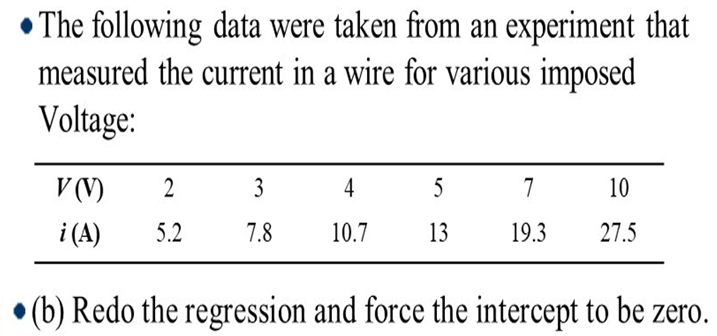 • The following data were taken from an experiment that
measured the current in a wire for various imposed
Voltage:
V (V) 2 3 4 5 7 10
i (A) 5.2 7.8 10.7 13 19.3 27.5
• (b) Redo the regression and force the intercept to be zero.